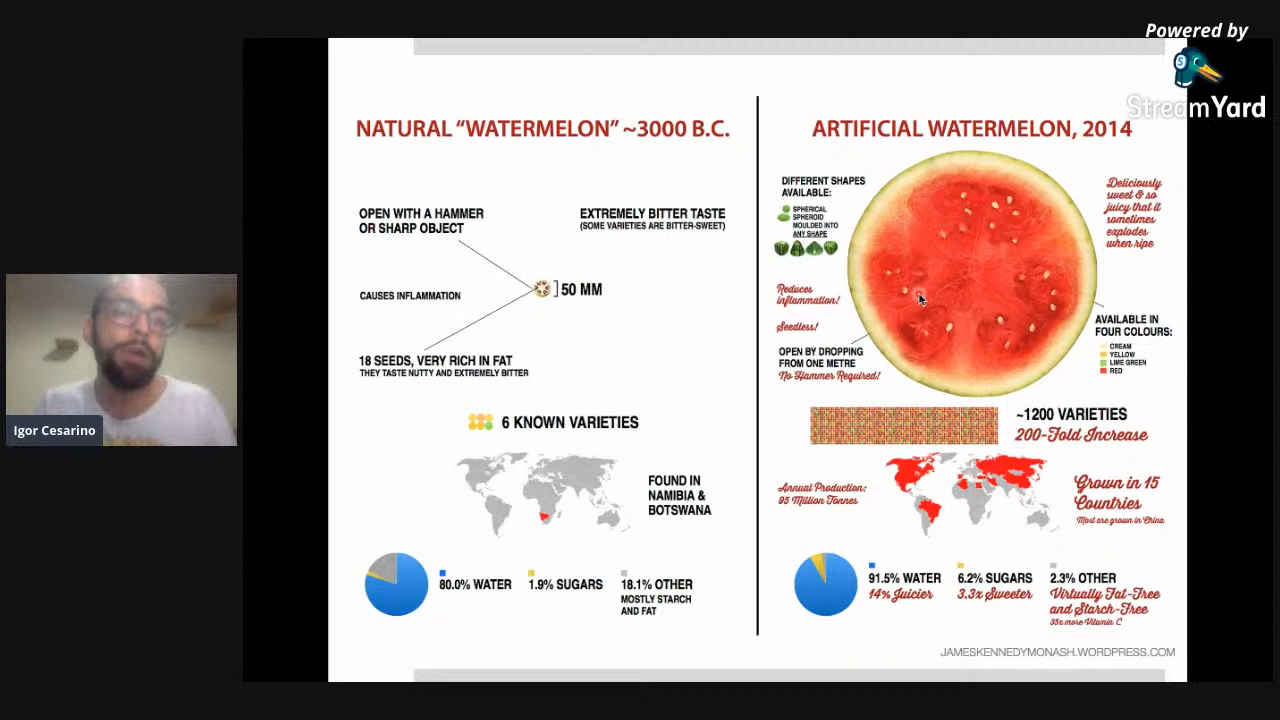 Powered by
StreamYard
NATURAL “WATERMELON” ~3000 B.C.
OPEN WITH A HAMMER
OR SHARP OBJECT
EXTREMELY BITTER TASTE
(SOME VARIETIES ARE BITTER-SWEET)
CAUSES INFLAMMATION
50 MM
18 SEEDS, VERY RICH IN FAT
THEY TASTE NUTTY AND EXTREMELY BITTER
6 KNOWN VARIETIES
FOUND IN
NAMIBIA &
BOTSWANA
80.0% WATER
1.9% SUGARS
18.1% OTHER
MOSTLY STARCH
AND FAT
ARTIFICIAL WATERMELON, 2014
DIFFERENT SHAPES
AVAILABLE:
SPHERICAL
SPHEROID
MOULDED INTO
ANY SHAPE
Deliciously
sweet & so
juicy that it
sometimes
explodes
when ripe
Reduces
inflammation!
Seedless!
OPEN BY DROPPING
FROM ONE METRE
No Hammer Required!
AVAILABLE IN
FOUR COLOURS:
CREAM
YELLOW
LIME GREEN
RED
~1200 VARIETIES
200-Fold Increase
Annual Production:
95 Million Tonnes
Grown in 15
Countries
Most are grown in China
91.5% WATER
14% Juicier
6.2% SUGARS
3.3x Sweeter
2.3% OTHER
Virtually Fat-Free
and Starch-Free
35x more Vitamin C
JAMESKENNEDYMONASH.WORDPRESS.COM
Igor Cesarino